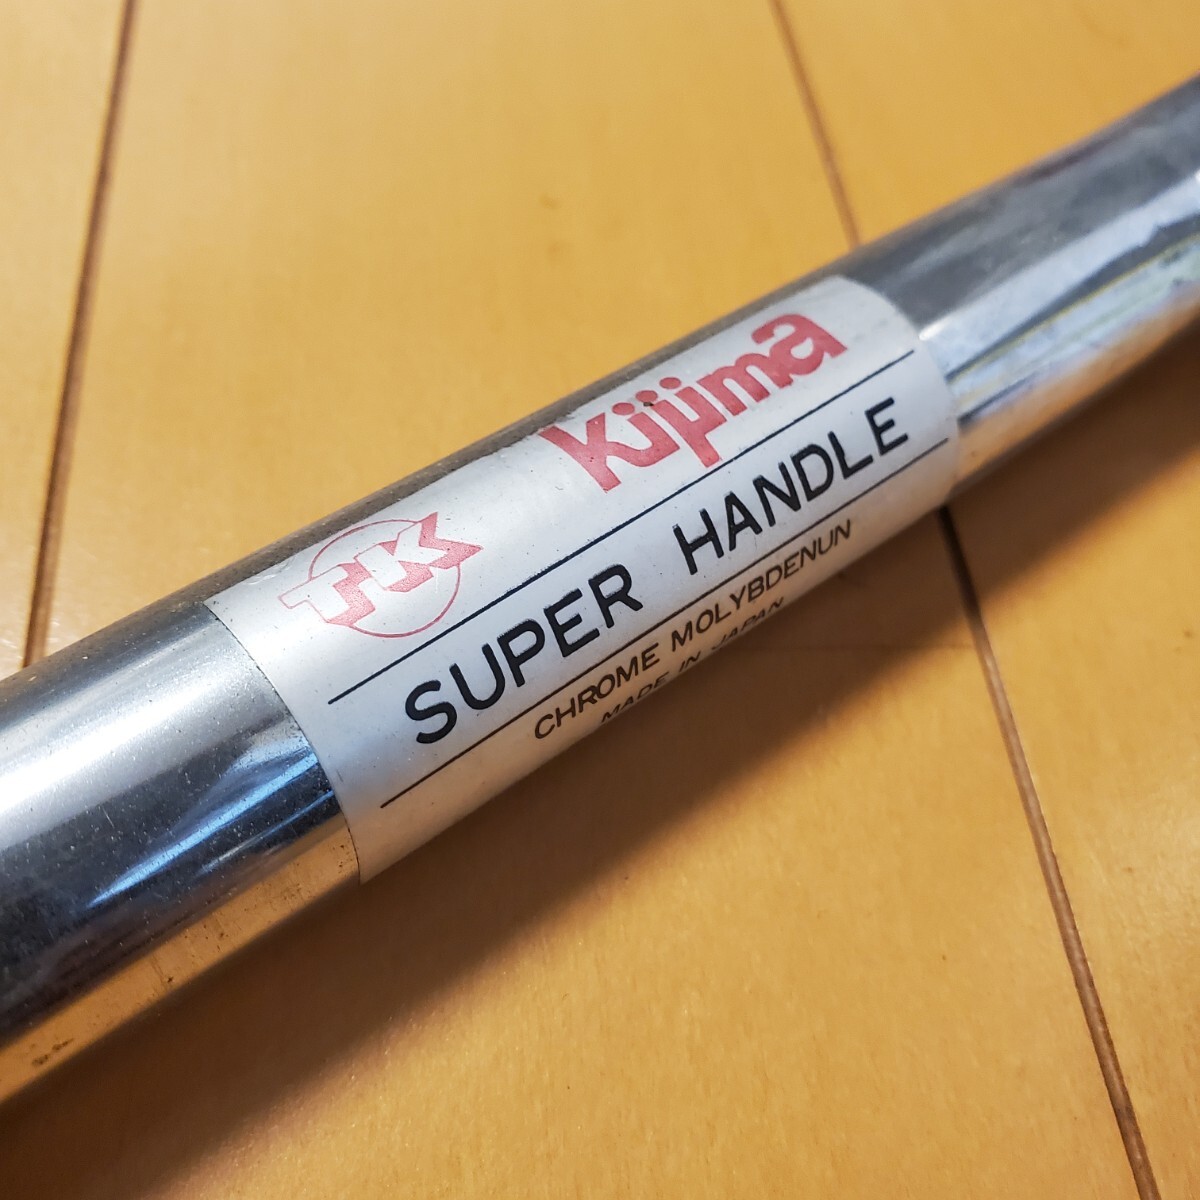 TK kijima
SUPER HANDLE
CHROME MOLYBDENUN
MADE IN JAPAN